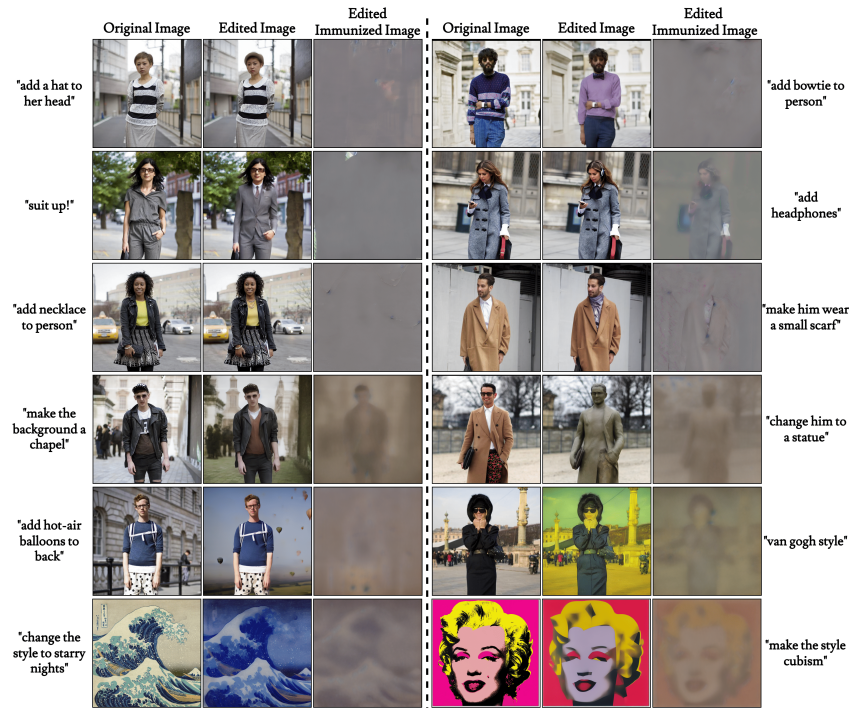 Original Image
Edited Image
Edited
Immunized Image
Original Image
Edited Image
Edited
Immunized Image
"add a hat to
her head"
"add bowtie to
person"
"suit up!"
"add
headphones"
"add necklace
to person"
"make him wear
a small scarf"
"make the
background a
chapel"
"change him to
a statue"
"add hot-air
balloons to
back"
"van gogh style"
"change the
style to starry
nights"
"make the style
cubism"